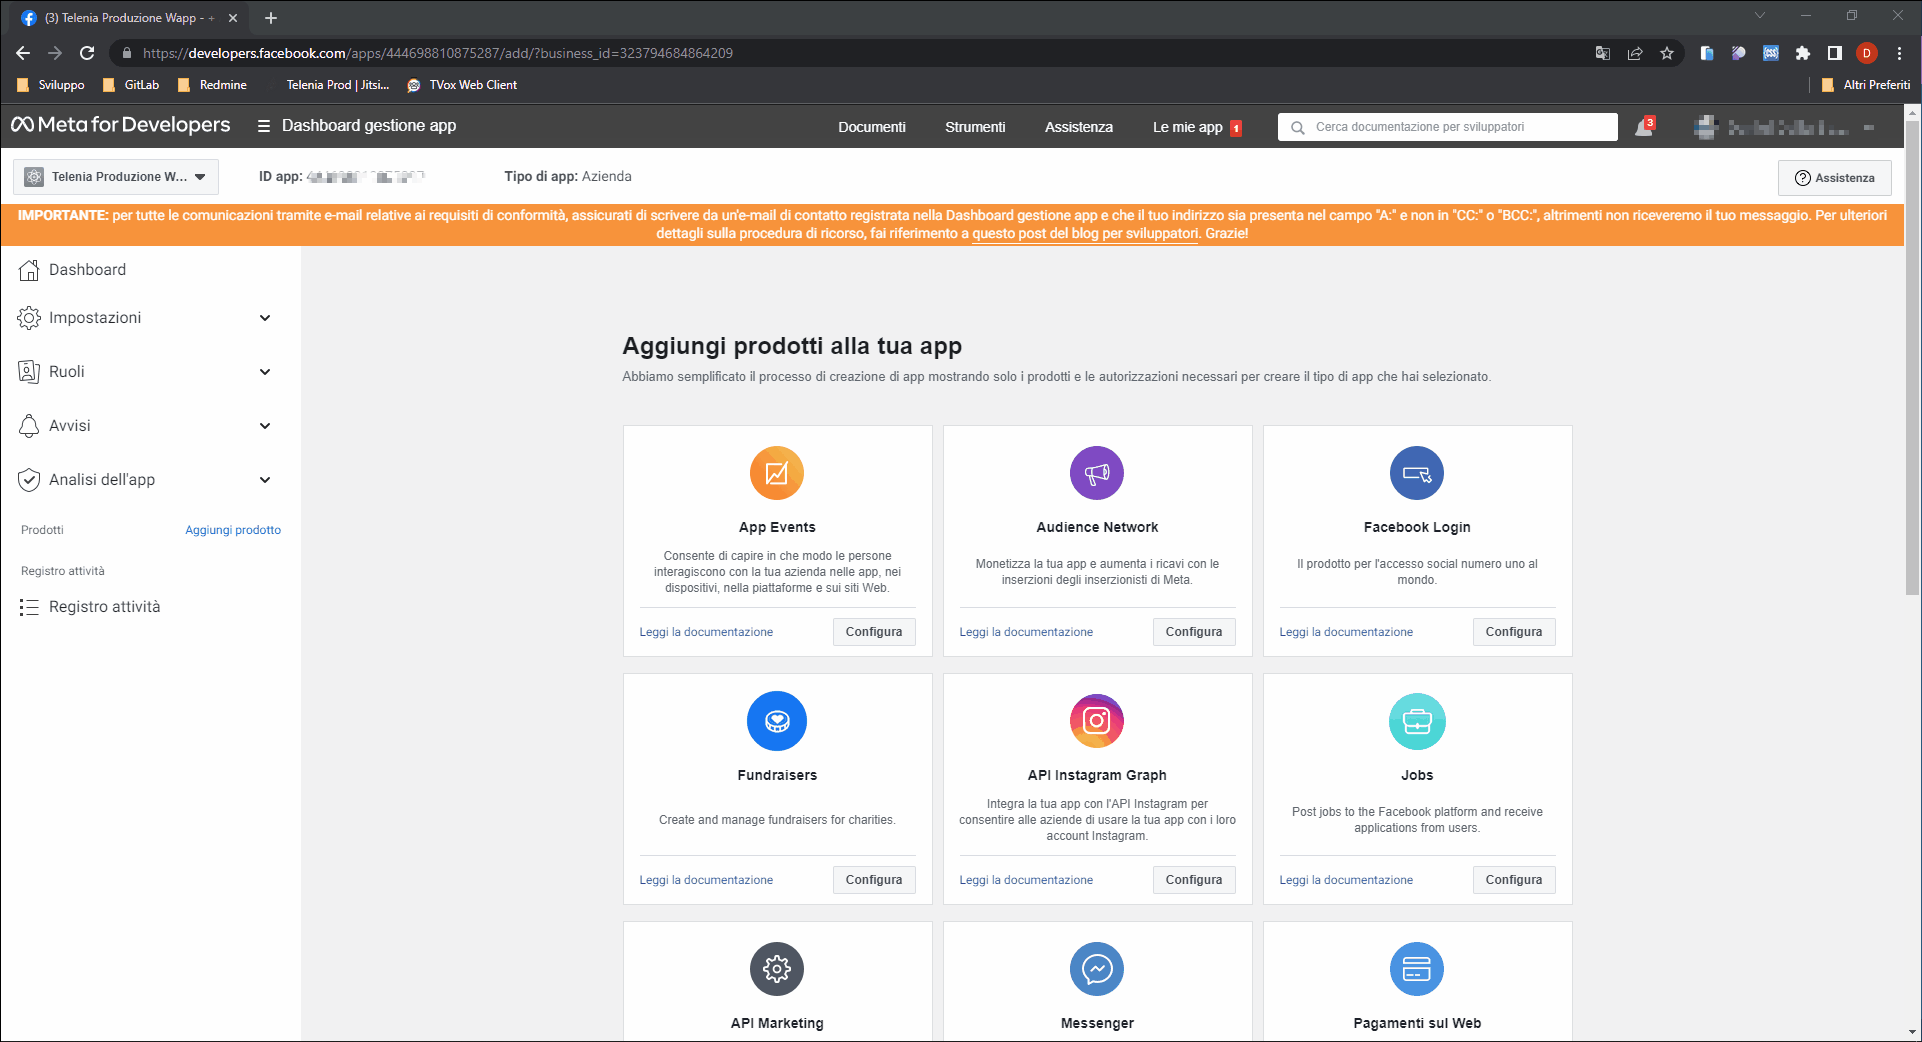 (3) Telenia Produzione Wapp - +
https://developers.facebook.com/apps/444698810875287/add/?business_id=323794684864209
D
Sviluppo
GitLab
Redmine
Telenia Prod | Jitsi...
TVox Web Client
Altri Preferiti
Meta for Developers
Dashboard gestione app
Documenti
Strumenti
Assistenza
Le mie app 1
Cerca documentazione per sviluppatori
3
Telenia Produzione W...
ID app:
Tipo di app: Azienda
Assistenza
IMPORTANTE: per tutte le comunicazioni tramite e-mail relative ai requisiti di conformità, assicurati di scrivere da un'e-mail di contatto registrata nella Dashboard gestione app e che il tuo indirizzo sia presenta nel campo "A:" e non in "CC:" o "BCC:", altrimenti non riceveremo il tuo messaggio. Per ulteriori
dettagli sulla procedura di ricorso, fai riferimento a questo post del blog per sviluppatori. Grazie!
Dashboard
Impostazioni
Ruoli
Avvisi
Analisi dell'app
Prodotti
Aggiungi prodotto
Registro attività
Registro attività
Aggiungi prodotti alla tua app
Abbiamo semplificato il processo di creazione di app mostrando solo i prodotti e le autorizzazioni necessari per creare il tipo di app che hai selezionato.
App Events
Consente di capire in che modo le persone
interagiscono con la tua azienda nelle app, nei
dispositivi, nella piattaforme e sui siti Web.
Leggi la documentazione
Configura
Audience Network
Monetizza la tua app e aumenta i ricavi con le
inserzioni degli inserzionisti di Meta.
Leggi la documentazione
Configura
Facebook Login
Il prodotto per l'accesso social numero uno al
mondo.
Leggi la documentazione
Configura
Fundraisers
Create and manage fundraisers for charities.
Leggi la documentazione
Configura
API Instagram Graph
Integra la tua app con l'API Instagram per
consentire alle aziende di usare la tua app con i loro
account Instagram.
Leggi la documentazione
Configura
Jobs
Post jobs to the Facebook platform and receive
applications from users.
Leggi la documentazione
Configura
API Marketing
Messenger
Pagamenti sul Web